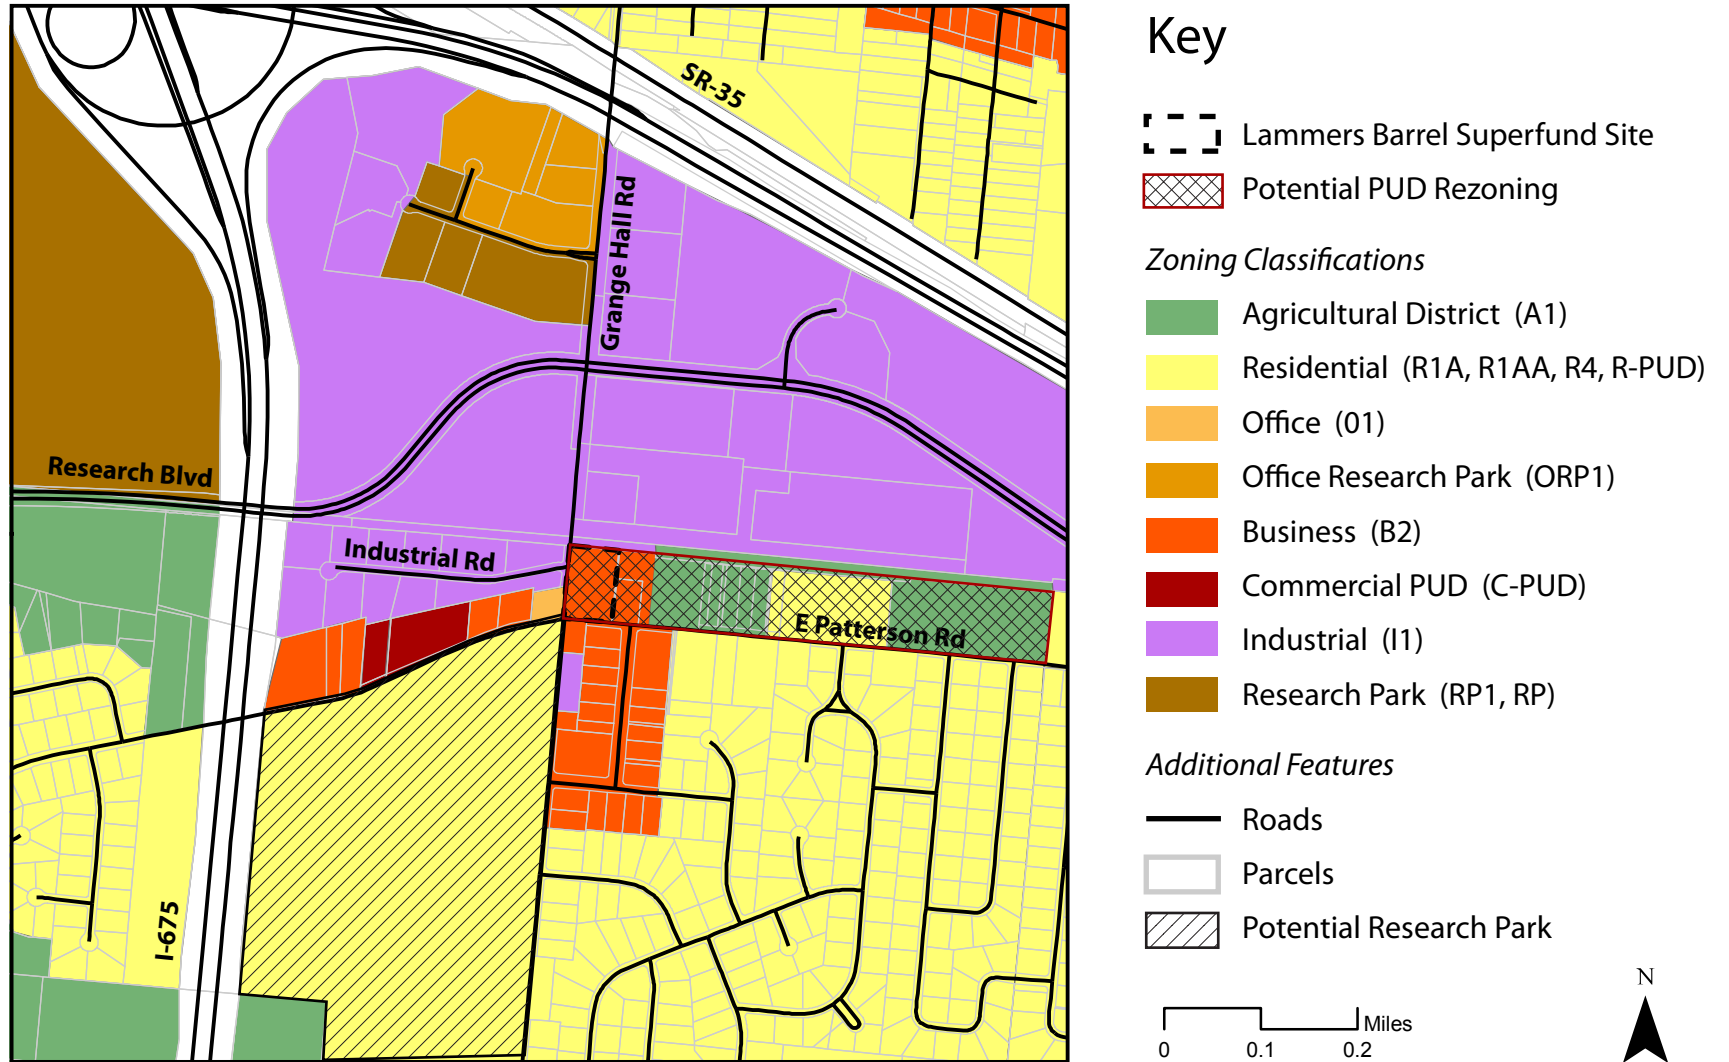 SR-35
Grange Hall Rd
Research Blvd
Industrial Rd
E Patterson Rd
I-675
Key
Lammers Barrel Superfund Site
Potential PUD Rezoning
Zoning Classifications
Agricultural District (A1)
Residential (R1A, R1AA, R4, R-PUD)
Office (01)
Office Research Park (ORP1)
Business (B2)
Commercial PUD (C-PUD)
Industrial (I1)
Research Park (RP1, RP)
Additional Features
Roads
Parcels
Potential Research Park
Miles
0 0.1 0.2
N